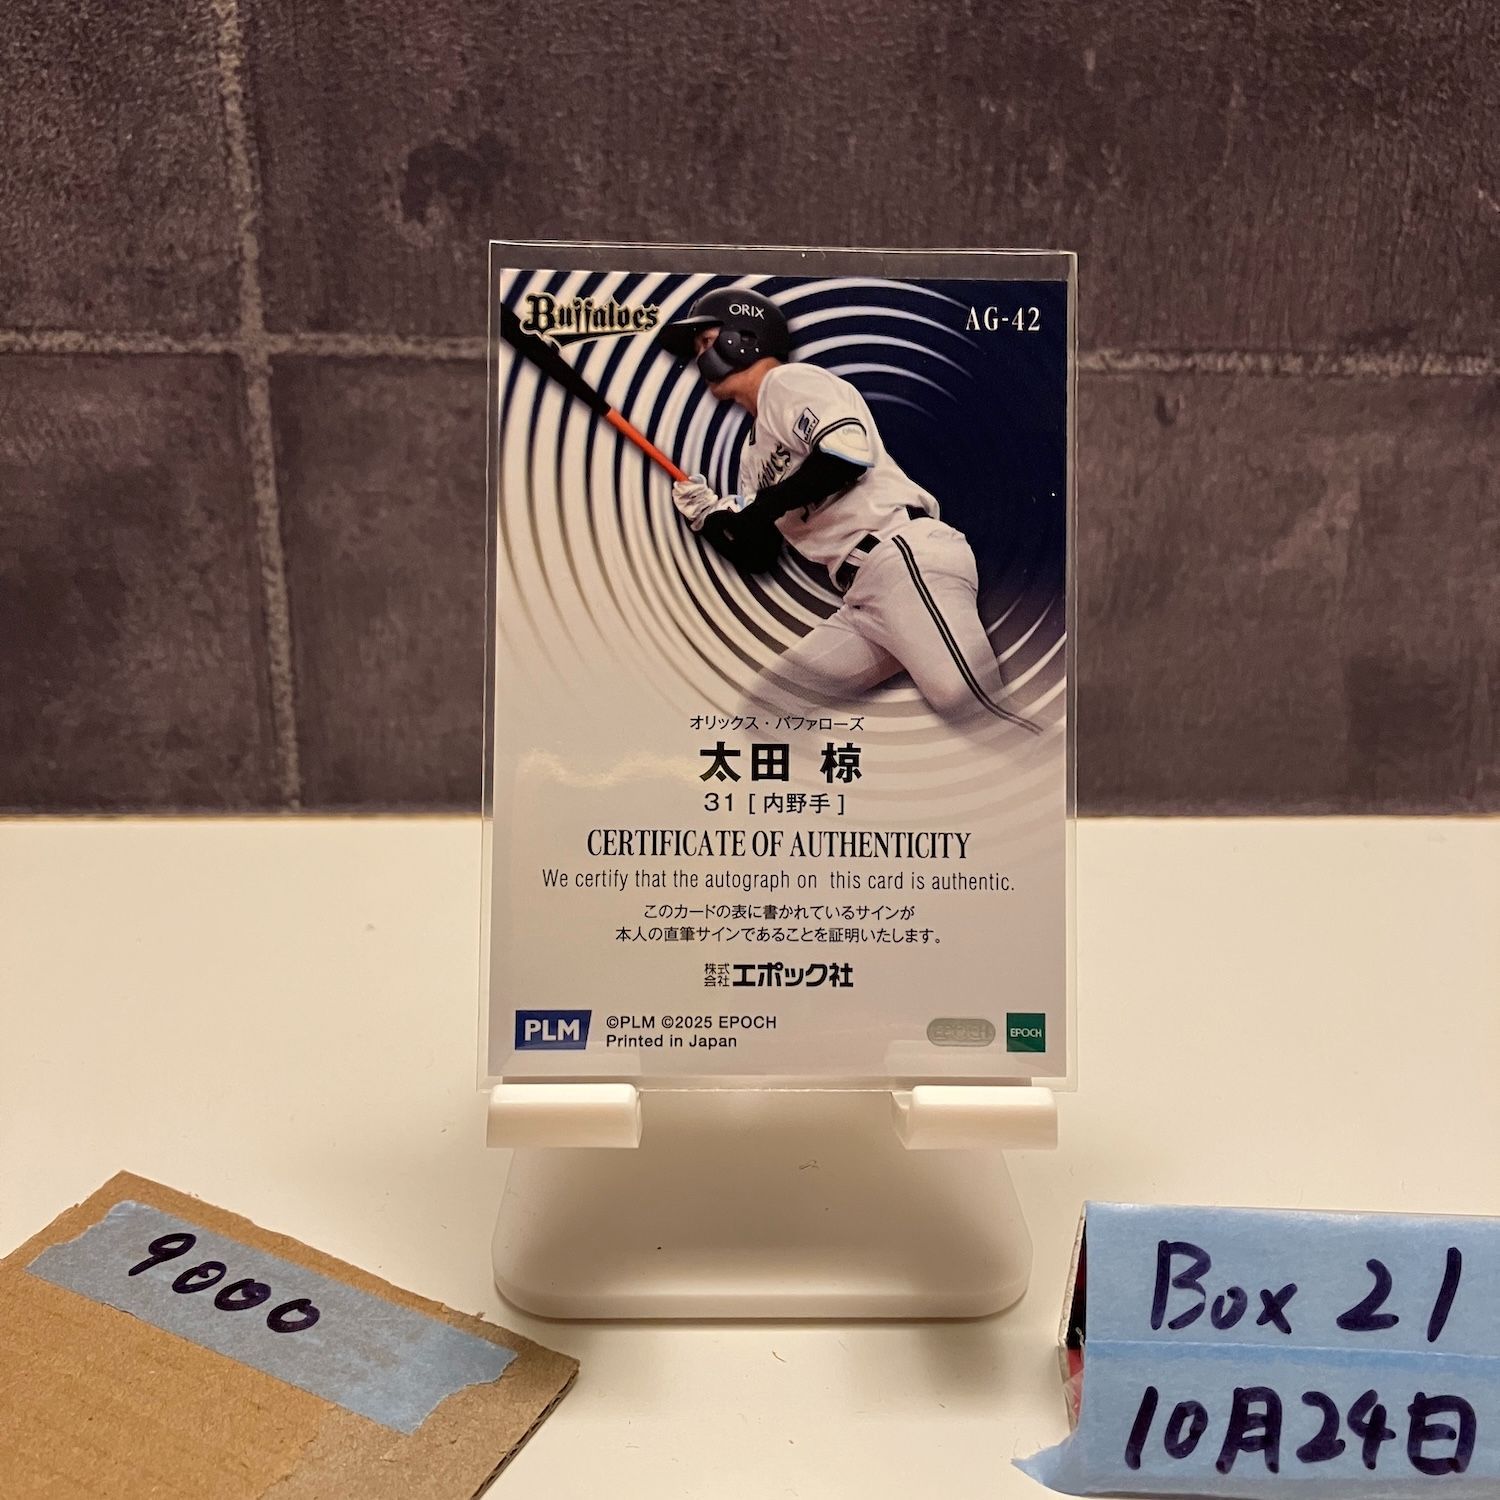 Buffaloes
ORIX
AG-42
オリックス・バファローズ
太田 椋
31 [ 内野手 ]
CERTIFICATE OF AUTHENTICITY
We certify that the autograph on this card is authentic.
このカードの表に書かれているサインが
本人の直筆サインであることを証明いたします。
株式会社エポック社
PLM
©PLM ©2025 EPOCH
Printed in Japan
EPOCH
EPOCH
9000
Box 21
10月24日